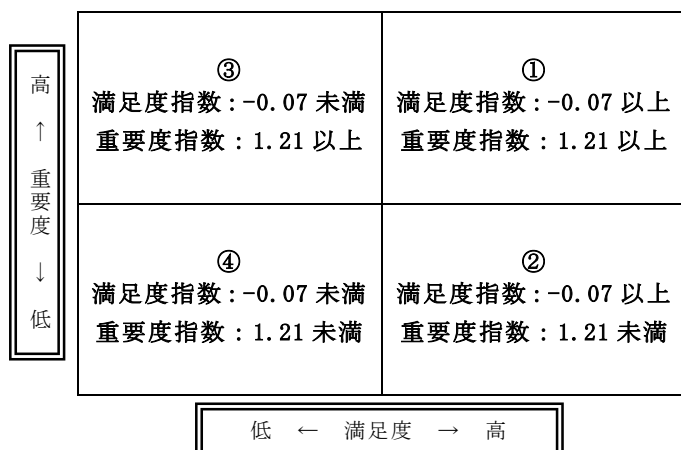 高 ↑ 重要度 ↓ 低
③
満足度指数：-0.07 未満
重要度指数：1.21 以上
①
満足度指数：-0.07 以上
重要度指数：1.21 以上
④
満足度指数：-0.07 未満
重要度指数：1.21 未満
②
満足度指数：-0.07 以上
重要度指数：1.21 未満
低 ← 満足度 → 高